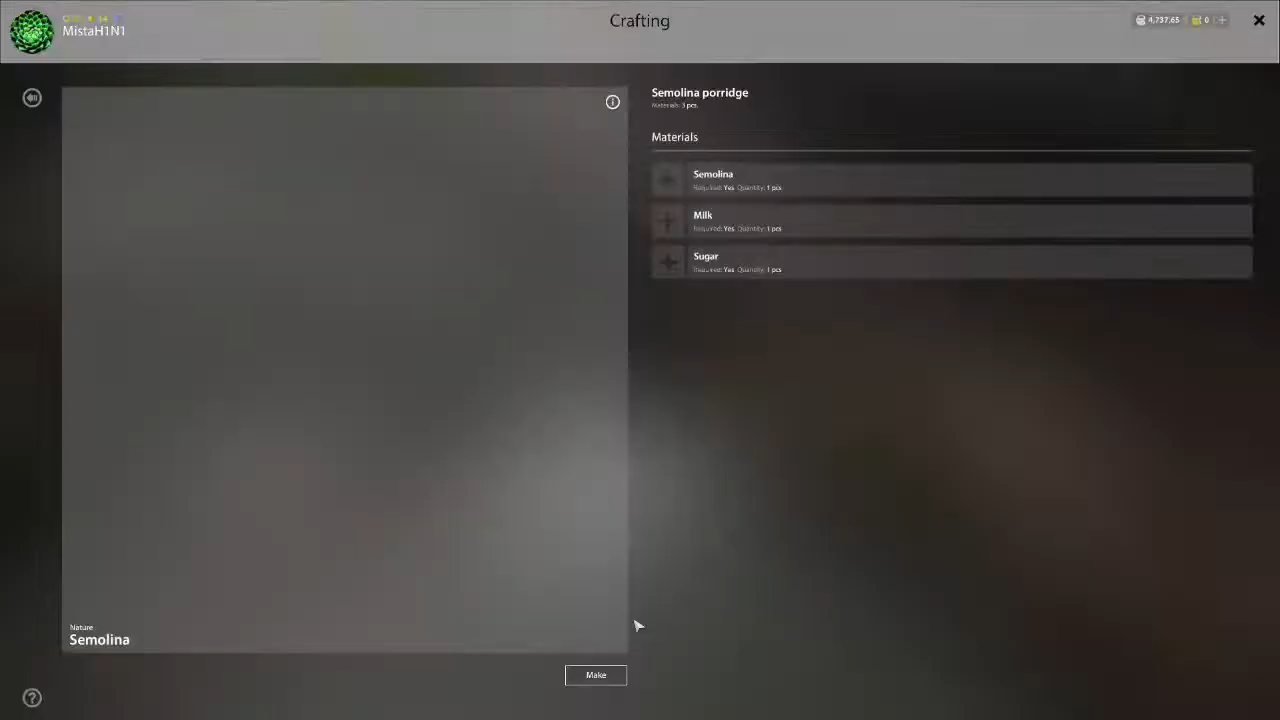 Crafting
14
MistaH1N1
4,737.65
0
Semolina porridge
Materials: 3 pcs.
Materials
Semolina
Required: Yes Quantity: 1 pcs
Milk
Required: Yes Quantity: 1 pcs
Sugar
Required: Yes Quantity: 1 pcs
Nature
Semolina
Make